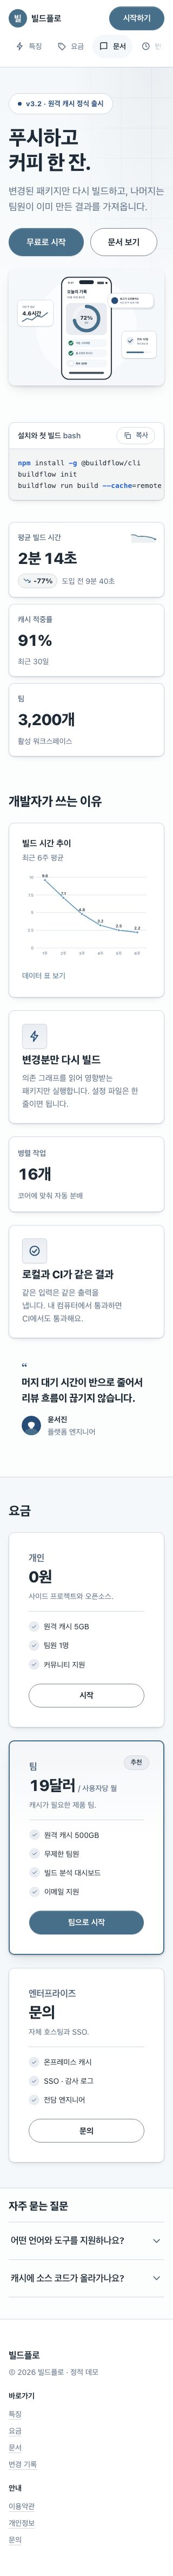 빌 빌드플로
시작하기
특징 요금 문서
v3.2 · 원격 캐시 정식 출시
푸시하고
커피 한 잔.
변경된 패키지만 다시 빌드하고, 나머지는
팀원이 이미 만든 결과를 가져옵니다.
무료로 시작
문서 보기
오늘의 기록
4.6시간
72%
설치와 첫 빌드 bash
복사
npm install -g @buildflow/cli
buildflow init
buildflow run build --cache=remote
평균 빌드 시간
2분 14초
-77% 도입 전 9분 40초
캐시 적중률
91%
최근 30일
팀
3,200개
활성 워크스페이스
개발자가 쓰는 이유
빌드 시간 추이
최근 6주 평균
10
7.5
5
2.5
0
9.6
7.1
4.8
3.2
2.5
2.2
1주 2주 3주 4주 5주 6주
데이터 표 보기
변경분만 다시 빌드
의존 그래프를 읽어 영향받는
패키지만 실행합니다. 설정 파일은 한
줄이면 됩니다.
병렬 작업
16개
코어에 맞춰 자동 분배
로컬과 CI가 같은 결과
같은 입력은 같은 출력을
냅니다. 내 컴퓨터에서 통과하면
CI에서도 통과해요.
“
머지 대기 시간이 반으로 줄어서
리뷰 흐름이 끊기지 않습니다.
윤서진
플랫폼 엔지니어
요금
개인
0원
사이드 프로젝트와 오픈소스.
원격 캐시 5GB
팀원 1명
커뮤니티 지원
시작
팀
추천
19달러 / 사용자당 월
캐시가 필요한 제품 팀.
원격 캐시 500GB
무제한 팀원
빌드 분석 대시보드
이메일 지원
팀으로 시작
엔터프라이즈
문의
자체 호스팅과 SSO.
온프레미스 캐시
SSO · 감사 로그
전담 엔지니어
문의
자주 묻는 질문
어떤 언어와 도구를 지원하나요?
캐시에 소스 코드가 올라가나요?
빌드플로
© 2026 빌드플로 · 정적 데모
바로가기
특징
요금
문서
변경 기록
안내
이용약관
개인정보
문의